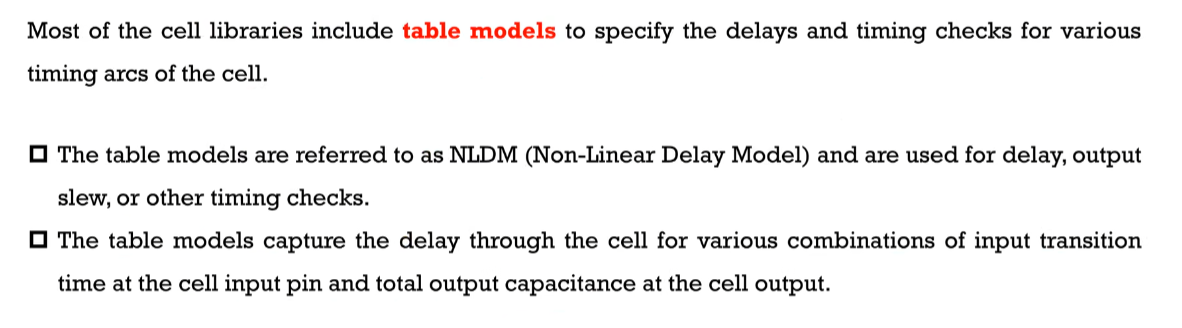 Most of the cell libraries include table models to specify the delays and timing checks for various
timing arcs of the cell.
The table models are referred to as NLDM (Non-Linear Delay Model) and are used for delay, output
slew, or other timing checks.
The table models capture the delay through the cell for various combinations of input transition
time at the cell input pin and total output capacitance at the cell output.